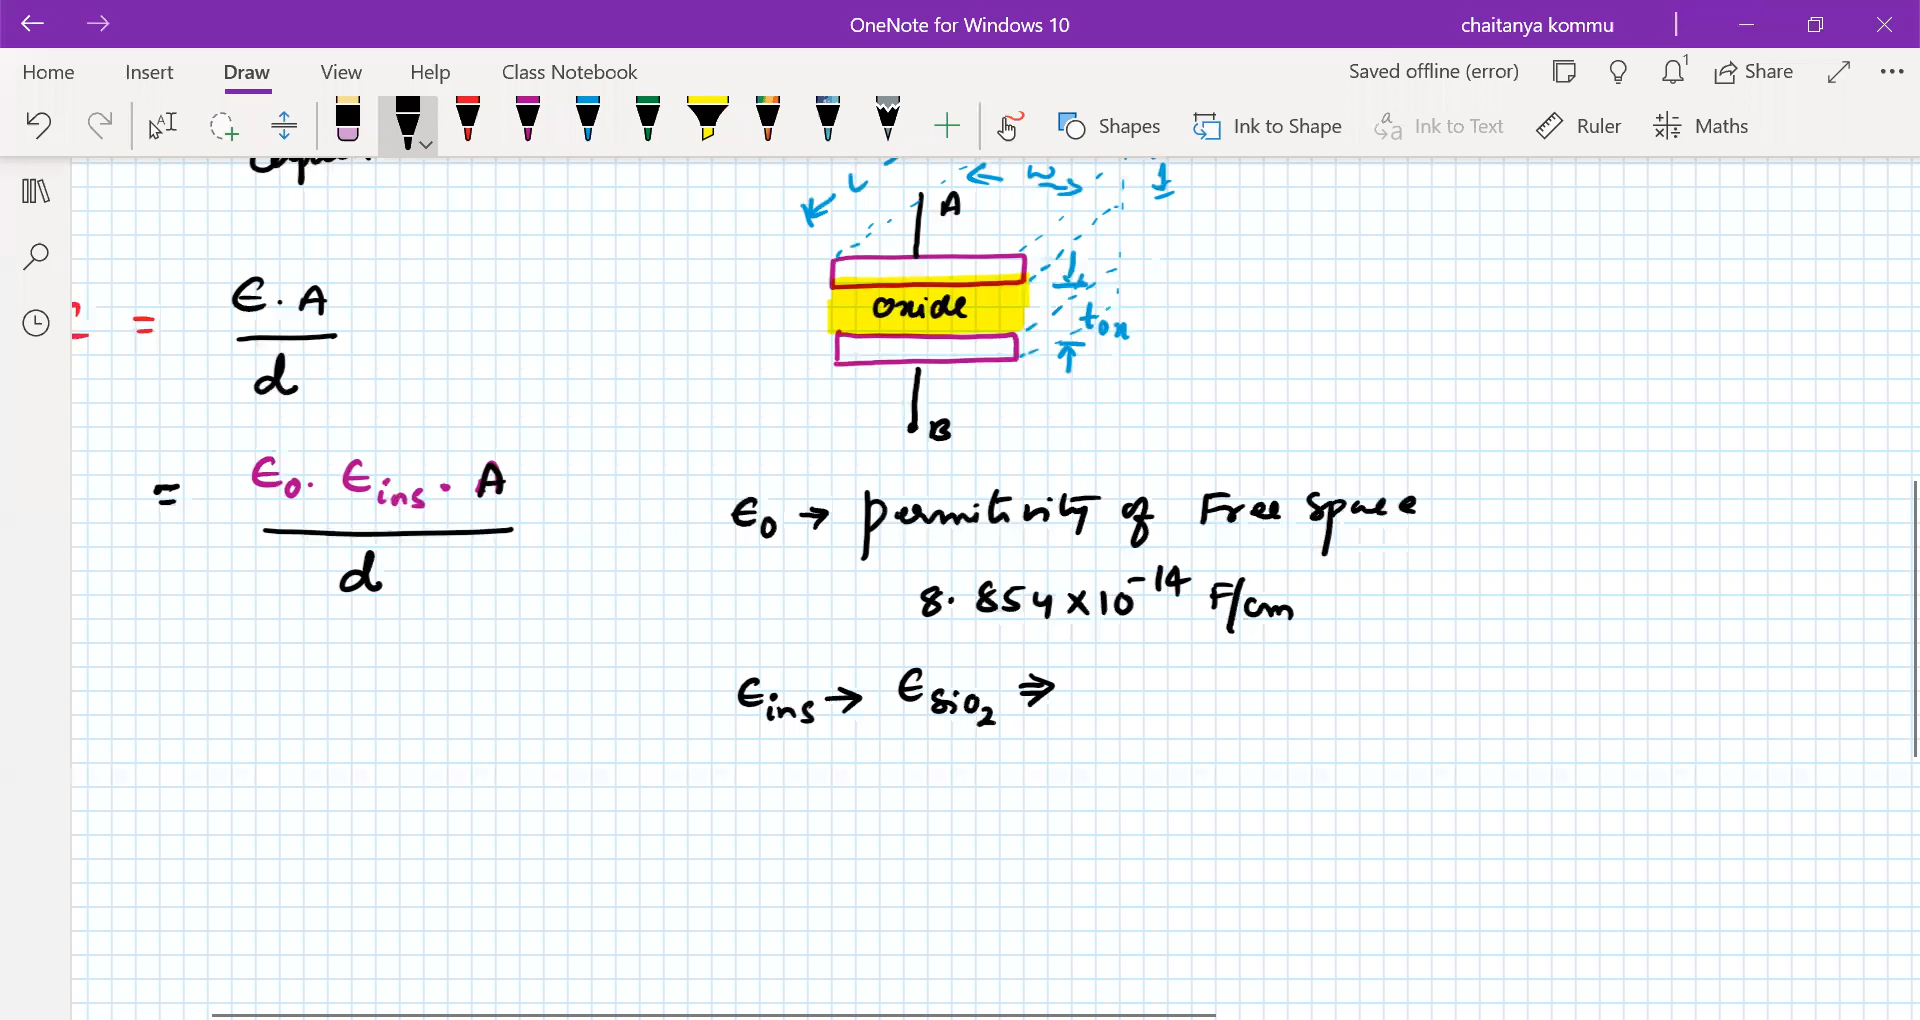 OneNote for Windows 10
chaitanya kommu
Home Insert Draw View Help Class Notebook
Saved offline (error) 1 Share
Shapes Ink to Shape Ink to Text Ruler Maths
L w
A
= ϵ · A
d
oxide
tox
B
= ϵ0 · ϵins · A
d
ϵ0 → permitivity of Free Space
8.854 × 10^-14 F/cm
ϵins → ϵSiO2 ⇒